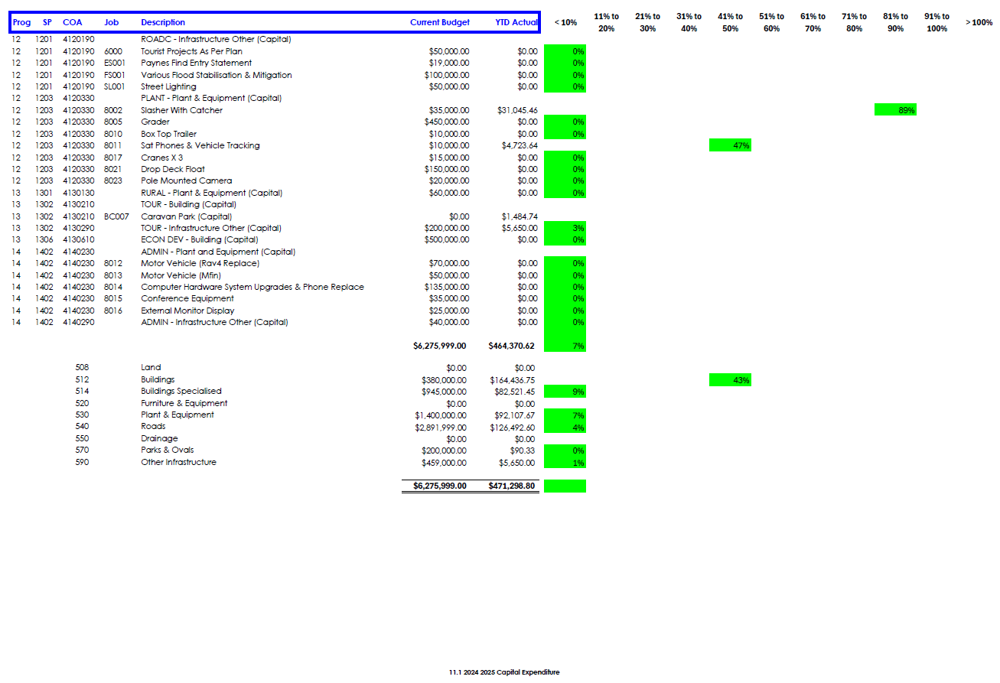 Prog SP COA Job Description Current Budget YTD Actual < 10% 11% to 20% 21% to 30% 31% to 40% 41% to 50% 51% to 60% 61% to 70% 71% to 80% 81% to 90% 91% to 100% > 100%
12 1201 4120190 ROADC - Infrastructure Other (Capital)
12 1201 4120190 6000 Tourist Projects As Per Plan $50,000.00 $0.00 0%
12 1201 4120190 ES001 Paynes Find Entry Statement $19,000.00 $0.00 0%
12 1201 4120190 FS001 Various Flood Stabilisation & Mitigation $100,000.00 $0.00 0%
12 1201 4120190 SL001 Street Lighting $50,000.00 $0.00 0%
12 1203 4120330 PLANT - Plant & Equipment (Capital)
12 1203 4120330 8002 Slasher With Catcher $35,000.00 $31,045.46 89%
12 1203 4120330 8005 Grader $450,000.00 $0.00 0%
12 1203 4120330 8010 Box Top Trailer $10,000.00 $0.00 0%
12 1203 4120330 8011 Sat Phones & Vehicle Tracking $10,000.00 $4,723.64 47%
12 1203 4120330 8017 Cranes X 3 $15,000.00 $0.00 0%
12 1203 4120330 8021 Drop Deck Float $150,000.00 $0.00 0%
12 1203 4120330 8023 Pole Mounted Camera $20,000.00 $0.00 0%
13 1301 4130130 RURAL - Plant & Equipment (Capital) $60,000.00 $0.00 0%
13 1302 4130210 TOUR - Building (Capital)
13 1302 4130210 BC007 Caravan Park (Capital) $0.00 $1,484.74
13 1302 4130290 TOUR - Infrastructure Other (Capital) $200,000.00 $5,650.00 3%
13 1306 4130610 ECON DEV - Building (Capital) $500,000.00 $0.00 0%
14 1402 4140230 ADMIN - Plant and Equipment (Capital)
14 1402 4140230 8012 Motor Vehicle (Rav4 Replace) $70,000.00 $0.00 0%
14 1402 4140230 8013 Motor Vehicle (Mfin) $50,000.00 $0.00 0%
14 1402 4140230 8014 Computer Hardware System Upgrades & Phone Replace $135,000.00 $0.00 0%
14 1402 4140230 8015 Conference Equipment $35,000.00 $0.00 0%
14 1402 4140230 8016 External Monitor Display $25,000.00 $0.00 0%
14 1402 4140290 ADMIN - Infrastructure Other (Capital) $40,000.00 $0.00 0%
$6,275,999.00 $464,370.62 7%
508 Land $0.00 $0.00
512 Buildings $380,000.00 $164,436.75 43%
514 Buildings Specialised $945,000.00 $82,521.45 9%
520 Furniture & Equipment $0.00 $0.00
530 Plant & Equipment $1,400,000.00 $92,107.67 7%
540 Roads $2,891,999.00 $126,492.60 4%
550 Drainage $0.00 $0.00
570 Parks & Ovals $200,000.00 $90.33 0%
590 Other Infrastructure $459,000.00 $5,650.00 1%
$6,275,999.00 $471,298.80
11.1 2024 2025 Capital Expenditure